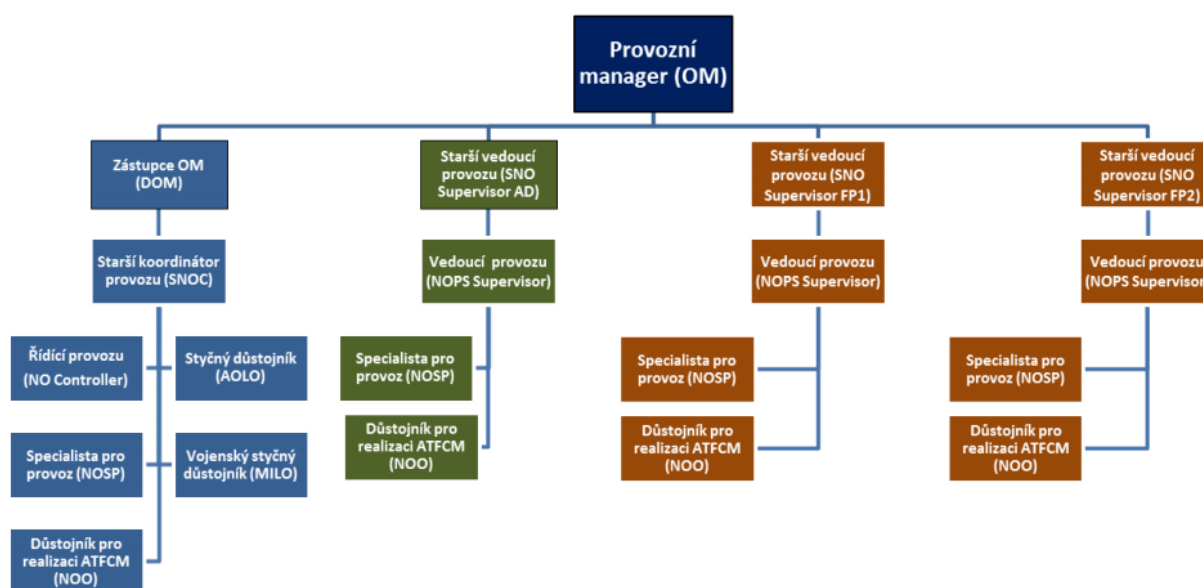 Provozní
manager (OM)
Zástupce OM
(DOM)
Starší vedoucí
provozu (SNO
Supervisor AD)
Starší vedoucí
provozu (SNO
Supervisor FP1)
Starší vedoucí
provozu (SNO
Supervisor FP2)
Starší koordinátor
provozu (SNOC)
Vedoucí provozu
(NOPS Supervisor)
Vedoucí provozu
(NOPS Supervisor)
Vedoucí provozu
(NOPS Supervisor
Řídící provozu
(NO Controller)
Styčný důstojník
(AOLO)
Specialista pro
provoz (NOSP)
Vojenský styčný
důstojník (MILO)
Důstojník pro
realizaci ATFCM
(NOO)
Specialista pro
provoz (NOSP)
Důstojník pro
realizaci ATFCM
(NOO)
Specialista pro
provoz (NOSP)
Důstojník pro
realizaci ATFCM
(NOO)
Specialista pro
provoz (NOSP)
Důstojník pro
realizaci ATFCM
(NOO)